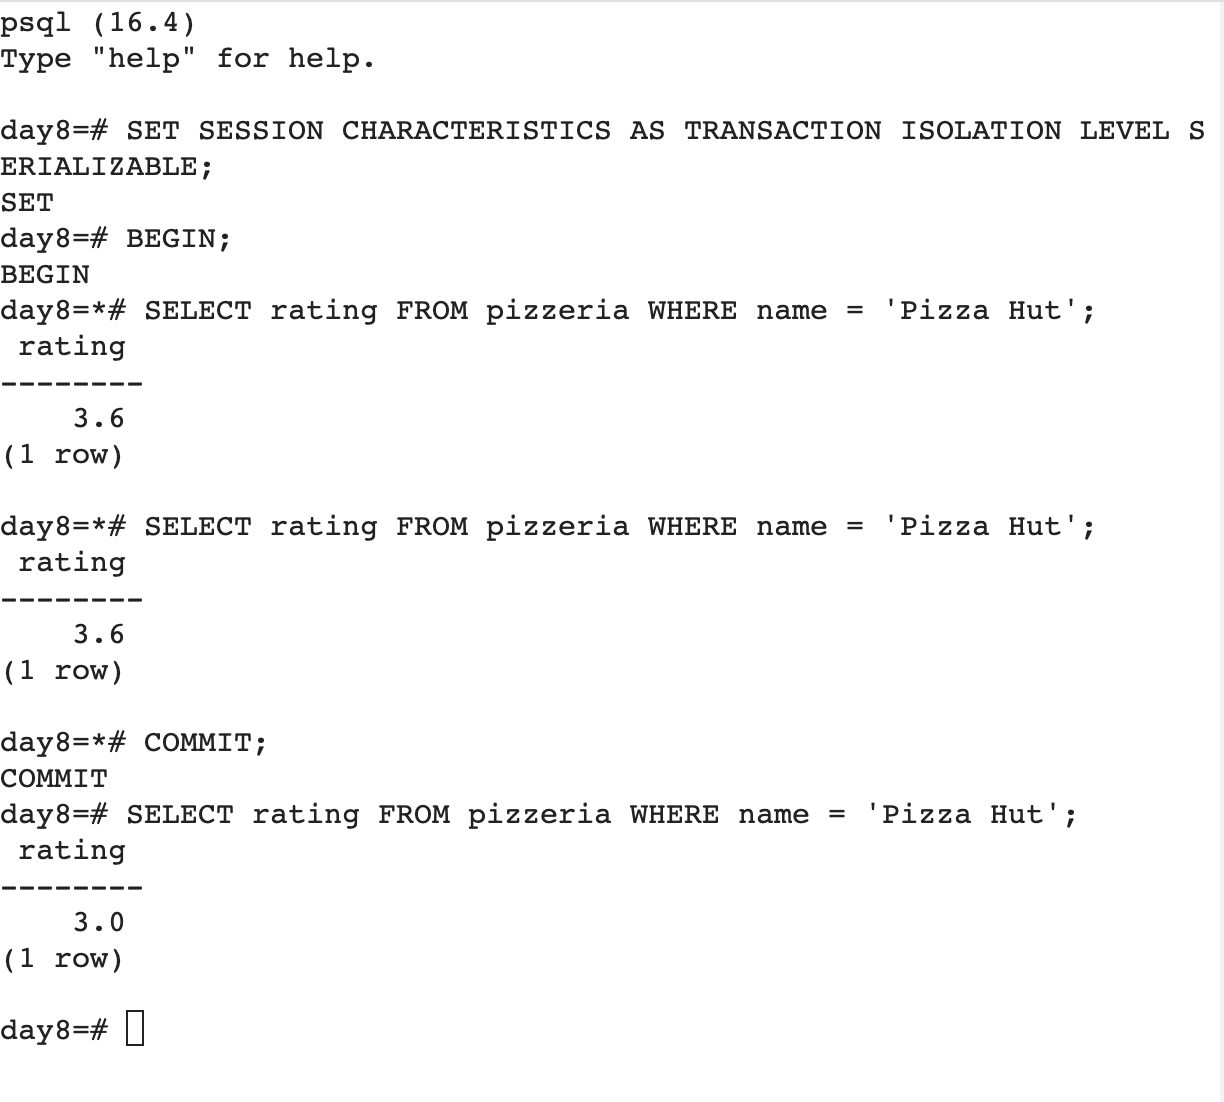 psql (16.4)
Type "help" for help.
day8=# SET SESSION CHARACTERISTICS AS TRANSACTION ISOLATION LEVEL S
ERIALIZABLE;
SET
day8=# BEGIN;
BEGIN
day8=*# SELECT rating FROM pizzeria WHERE name = 'Pizza Hut';
 rating
--------
    3.6
(1 row)
day8=*# SELECT rating FROM pizzeria WHERE name = 'Pizza Hut';
 rating
--------
    3.6
(1 row)
day8=*# COMMIT;
COMMIT
day8=# SELECT rating FROM pizzeria WHERE name = 'Pizza Hut';
 rating
--------
    3.0
(1 row)
day8=#